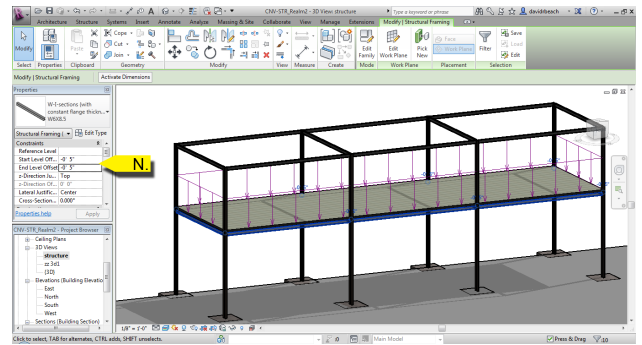 CNV-STR_Realm2 - 3D View: structure
Type a keyword or phrase
davidbeach
Architecture Structure Systems Insert Annotate Analyze Massing & Site Collaborate View Manage Extensions Modify | Structural Framing
Modify
Properties
Paste
Cope
Cut
Join
Edit Family
Edit Work Plane
Pick New
Face
Work Plane
Filter
Save
Load
Edit
Select Properties Clipboard Geometry Modify View Measure Create Mode Work Plane Placement Selection
Modify | Structural Framing
Activate Dimensions
Properties
W-[-sections (with
constant flange thickn...
W6X8.5
Structural Framing (
Edit Type
Constraints
Reference Level
Start Level Off... -0' 5"
End Level Offset -0' 5"
z-Direction Ju... Top
z-Direction Of... 0' 0"
Lateral Justific... Center
Cross-Section... 0.000°
N.
Properties help
Apply
CNV-STR_Realm2 - Project Browser
Ceiling Plans
3D Views
structure
zz 3d1
{3D}
Elevations (Building Elevatio
East
North
South
West
Sections (Building Section)
1/8" = 1'-0"
Click to select, TAB for alternates, CTRL adds, SHIFT unselects.
:0
Main Model
Press & Drag
:10